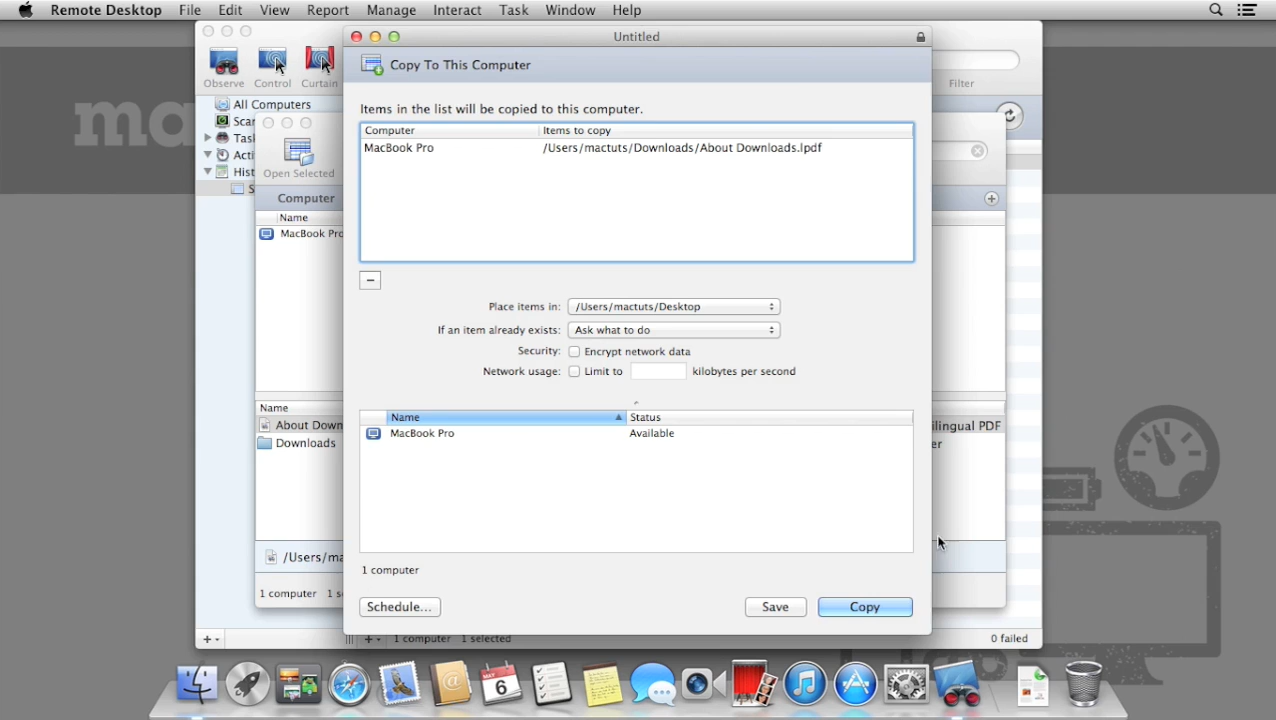 Remote Desktop File Edit View Report Manage Interact Task Window Help
Untitled
Copy To This Computer
Observe Control Curtain
Filter
Items in the list will be copied to this computer.
All Computers
Computer Items to copy
MacBook Pro /Users/mactuts/Downloads/About Downloads.lpdf
Open Selected
Computer
Name
MacBook Pro
Place items in: /Users/mactuts/Desktop
If an item already exists: Ask what to do
Security: Encrypt network data
Network usage: Limit to kilobytes per second
Name
Name Status
About Down
ilingual PDF
MacBook Pro Available
Downloads
er
/Users/ma
1 computer
1 computer 1 s
Schedule... Save Copy
1 computer 1 selected
0 failed
MAY
6